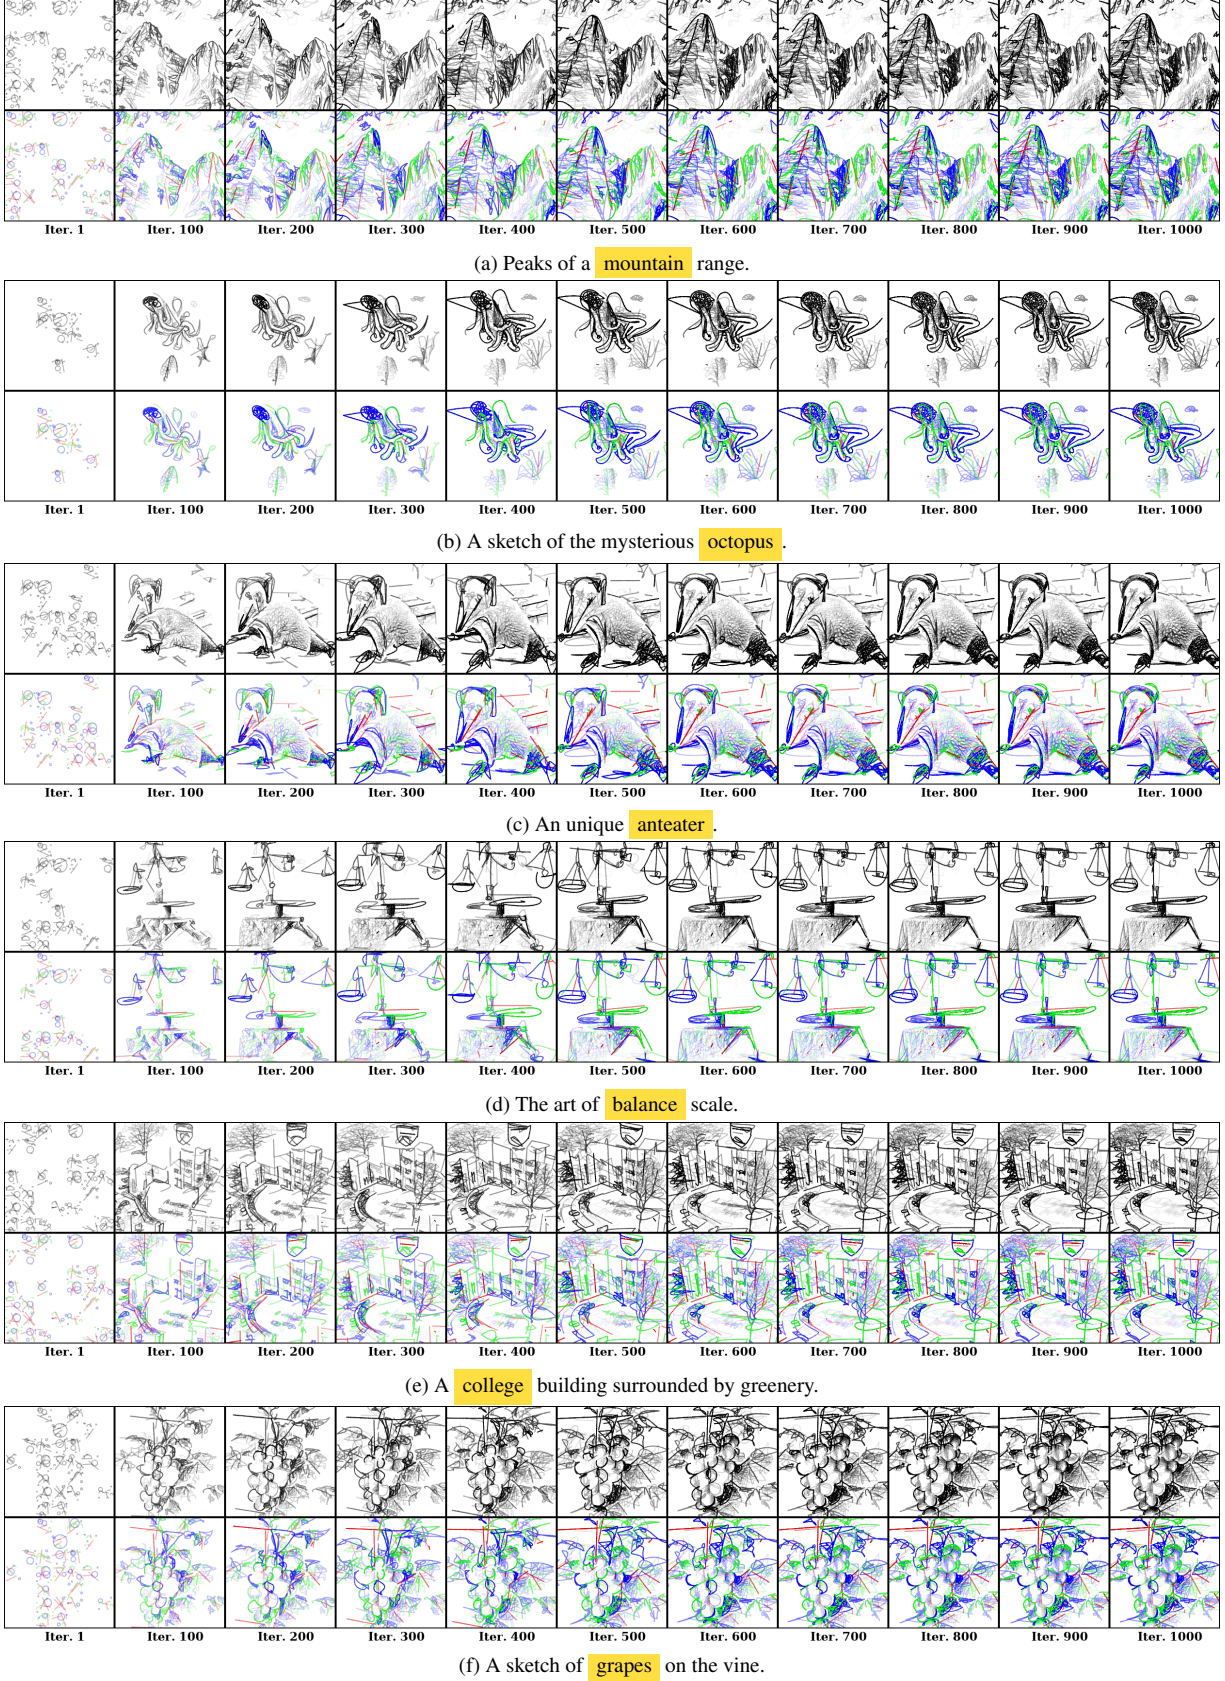 Iter. 1 Iter. 100 Iter. 200 Iter. 300 Iter. 400 Iter. 500 Iter. 600 Iter. 700 Iter. 800 Iter. 900 Iter. 1000
(a) Peaks of a mountain range.
Iter. 1 Iter. 100 Iter. 200 Iter. 300 Iter. 400 Iter. 500 Iter. 600 Iter. 700 Iter. 800 Iter. 900 Iter. 1000
(b) A sketch of the mysterious octopus .
Iter. 1 Iter. 100 Iter. 200 Iter. 300 Iter. 400 Iter. 500 Iter. 600 Iter. 700 Iter. 800 Iter. 900 Iter. 1000
(c) An unique anteater .
Iter. 1 Iter. 100 Iter. 200 Iter. 300 Iter. 400 Iter. 500 Iter. 600 Iter. 700 Iter. 800 Iter. 900 Iter. 1000
(d) The art of balance scale.
Iter. 1 Iter. 100 Iter. 200 Iter. 300 Iter. 400 Iter. 500 Iter. 600 Iter. 700 Iter. 800 Iter. 900 Iter. 1000
(e) A college building surrounded by greenery.
Iter. 1 Iter. 100 Iter. 200 Iter. 300 Iter. 400 Iter. 500 Iter. 600 Iter. 700 Iter. 800 Iter. 900 Iter. 1000
(f) A sketch of grapes on the vine.